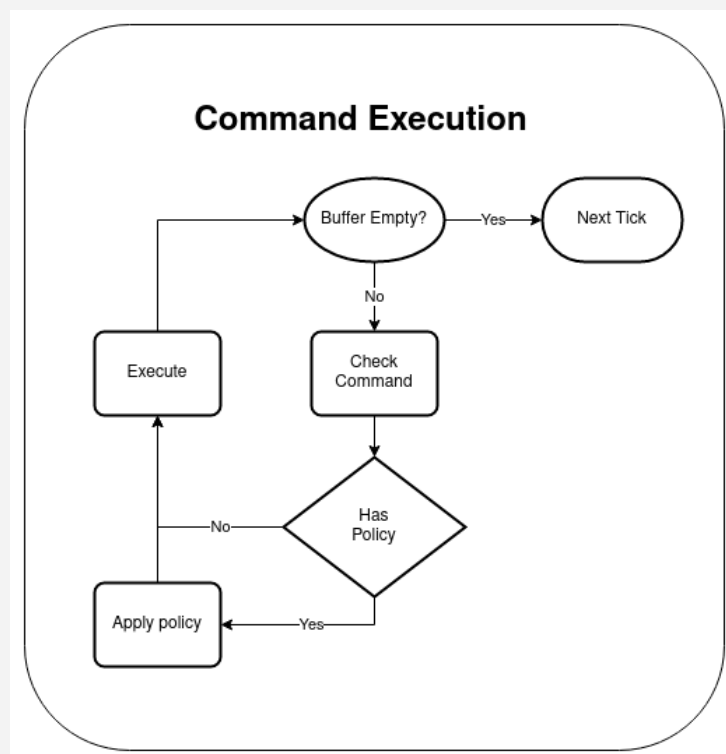 Command Execution
Buffer Empty?
Yes
Next Tick
No
Execute
Check
Command
Has
Policy
No
Apply policy
Yes